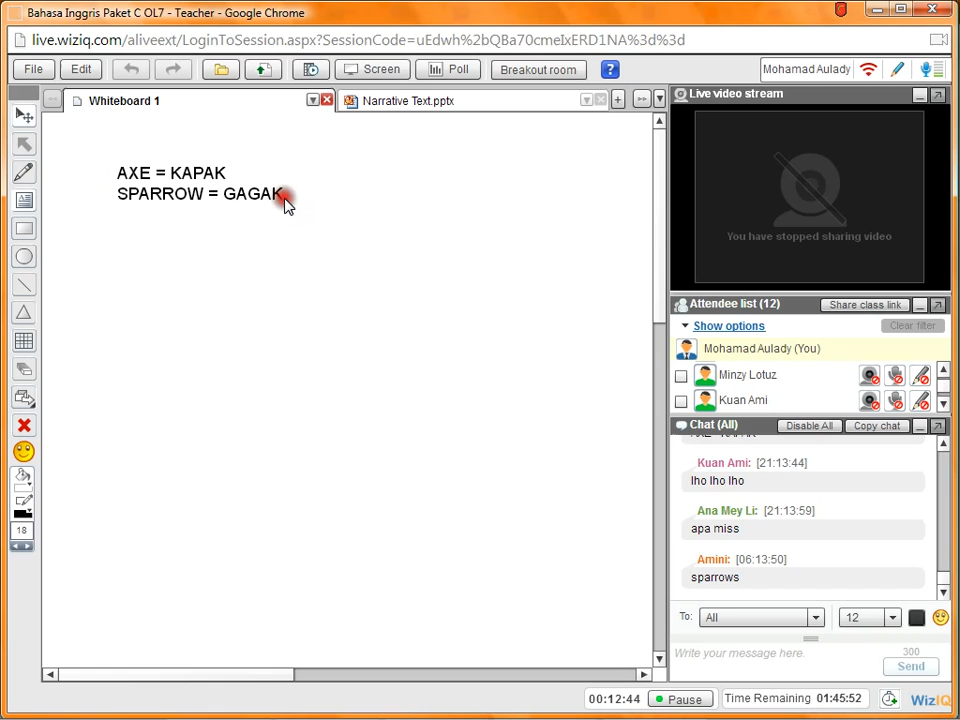 Bahasa Inggris Paket C OL7 - Teacher - Google Chrome
live.wiziq.com/aliveext/LoginToSession.aspx?SessionCode=uEdwh%2bQBa70cmeIxERD1NA%3d%3d
File Edit Screen Poll Breakout room ? Mohamad Aulady
Whiteboard 1 Narrative Text.pptx
AXE = KAPAK
SPARROW = GAGAK
18
Live video stream
You have stopped sharing video
Attendee list (12) Share class link
Show options Clear filter
Mohamad Aulady (You)
Minzy Lotuz
Kuan Ami
Chat (All) Disable All Copy chat
AXE = KAPAK
Kuan Ami: [21:13:44]
lho lho lho
Ana Mey Li: [21:13:59]
apa miss
Amini: [06:13:50]
sparrows
To: All 12
Write your message here. 300
Send
00:12:44 Pause Time Remaining 01:45:52 WizIQ